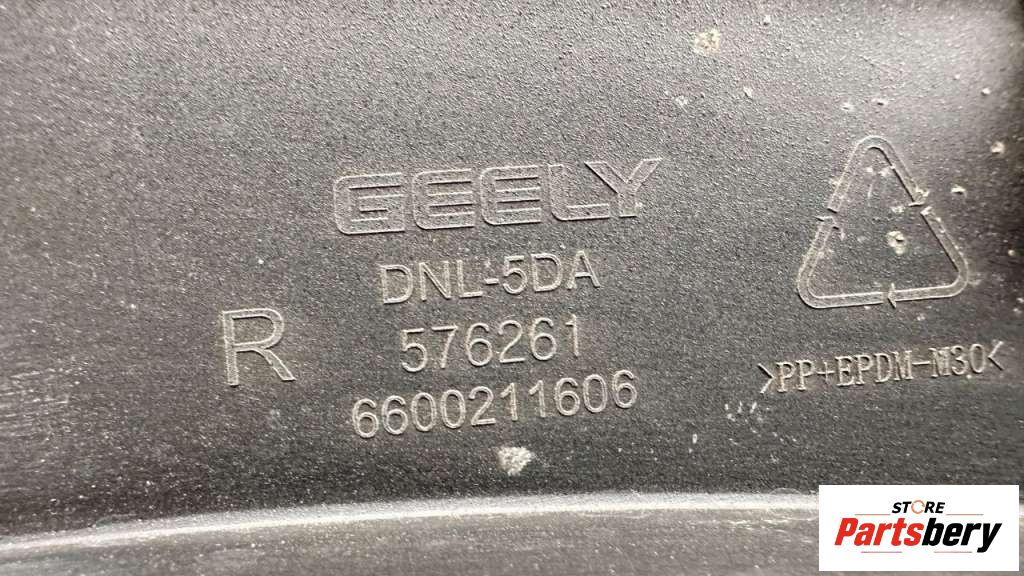 GEELY
DNL-5DA
R
576261
6600211606
>PP+EPDM-M30<
STORE
Partsbery